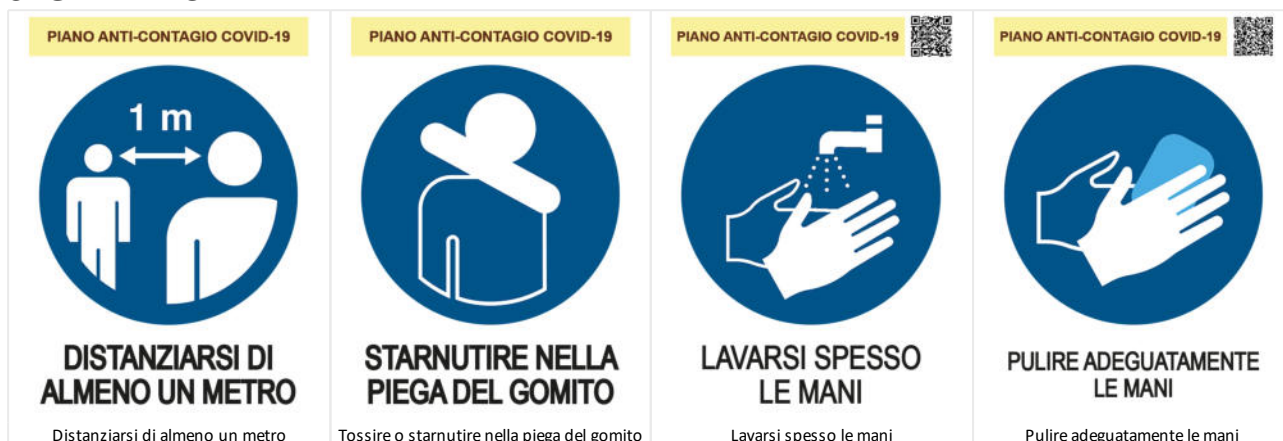 PIANO ANTI-CONTAGIO COVID-19
1 m
DISTANZIARSI DI
ALMENO UN METRO
Distanziarsi di almeno un metro
PIANO ANTI-CONTAGIO COVID-19
STARNUTIRE NELLA
PIEGA DEL GOMITO
Tossire o starnutire nella piega del gomito
PIANO ANTI-CONTAGIO COVID-19
LAVARSI SPESSO
LE MANI
Lavarsi spesso le mani
PIANO ANTI-CONTAGIO COVID-19
PULIRE ADEGUATAMENTE
LE MANI
Pulire adeguatamente le mani